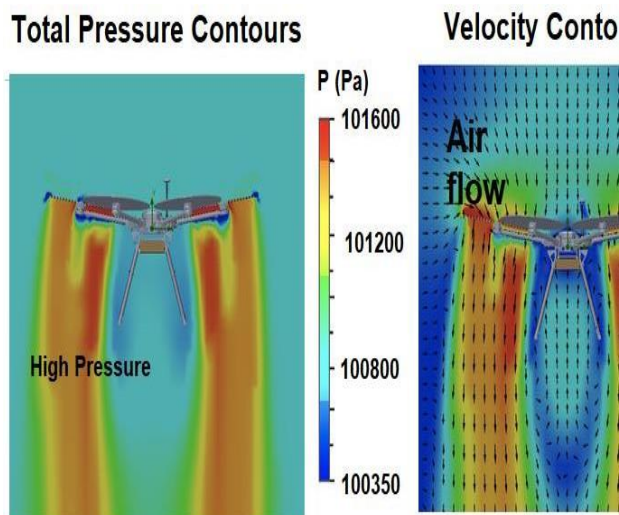 Total Pressure Contours
Velocity Conto
P (Pa)
101600
101200
100800
100350
High Pressure
Air
flow